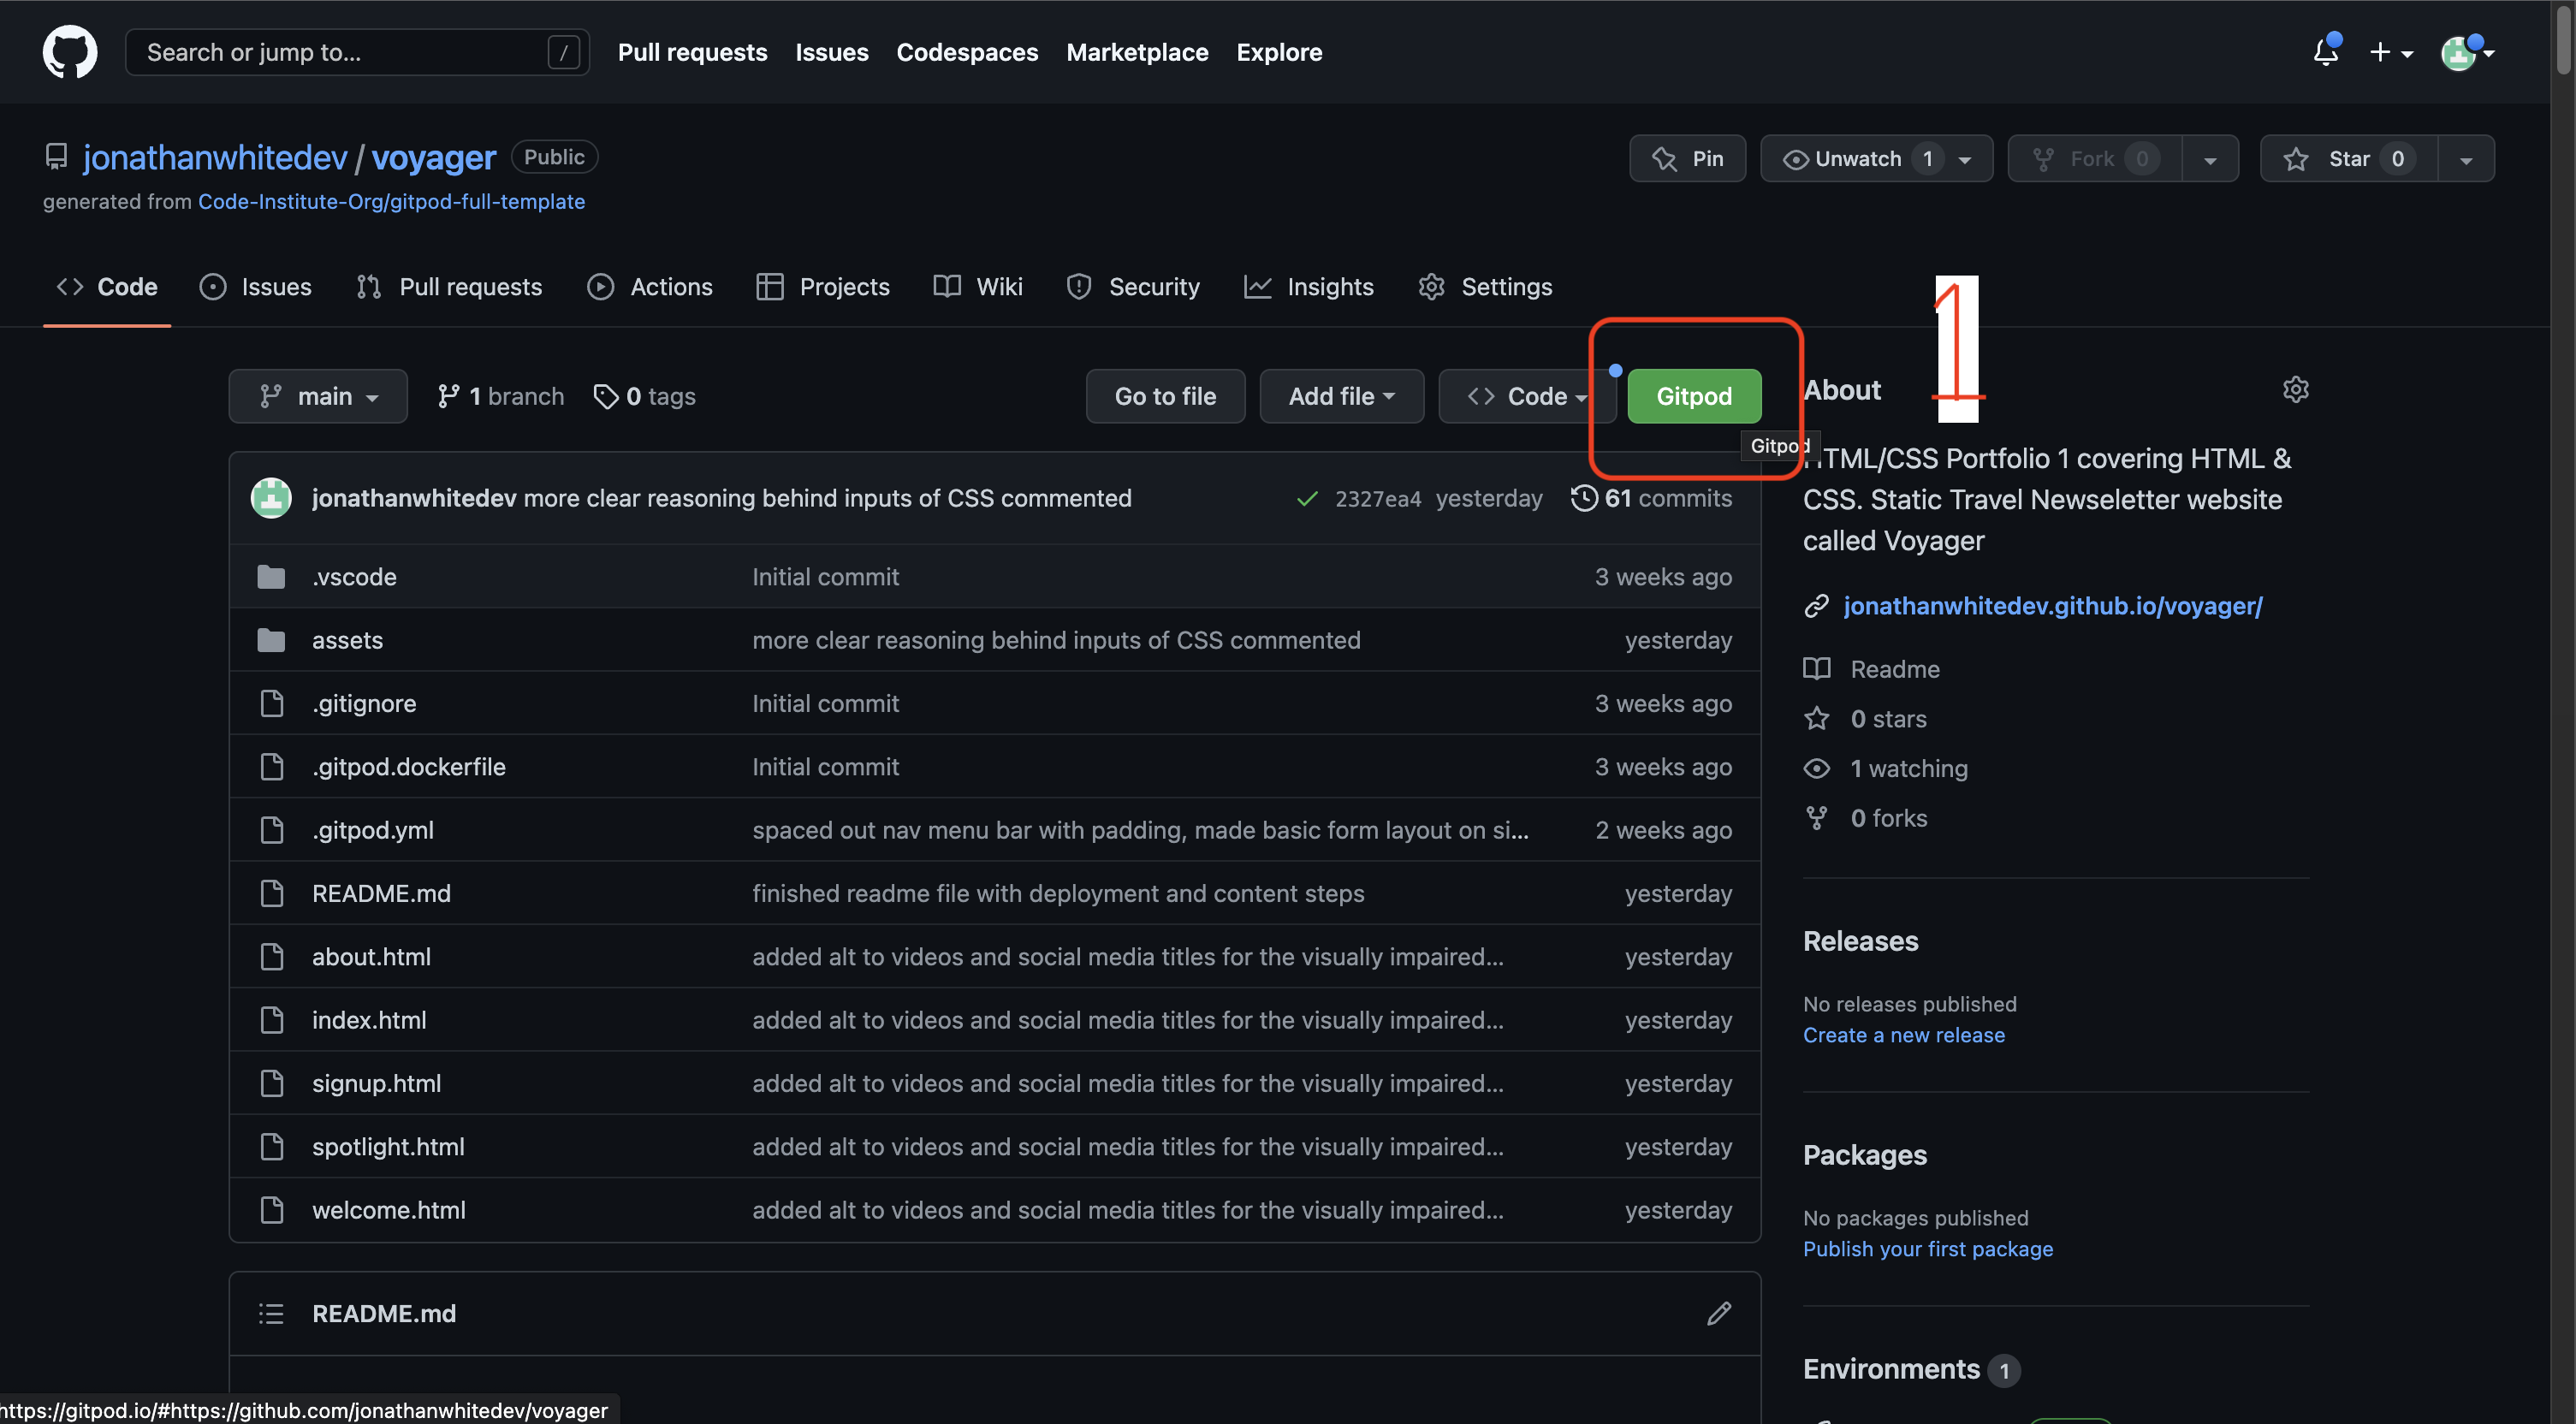 Search or jump to... /
Pull requests Issues Codespaces Marketplace Explore
jonathanwhitedev / voyager Public
Pin Unwatch 1 Fork 0 Star 0
generated from Code-Institute-Org/gitpod-full-template
Code Issues Pull requests Actions Projects Wiki Security Insights Settings
1
main 1 branch 0 tags Go to file Add file Code Gitpod
Gitpod
jonathanwhitedev more clear reasoning behind inputs of CSS commented 2327ea4 yesterday 61 commits
.vscode Initial commit 3 weeks ago
assets more clear reasoning behind inputs of CSS commented yesterday
.gitignore Initial commit 3 weeks ago
.gitpod.dockerfile Initial commit 3 weeks ago
.gitpod.yml spaced out nav menu bar with padding, made basic form layout on si... 2 weeks ago
README.md finished readme file with deployment and content steps yesterday
about.html added alt to videos and social media titles for the visually impaired... yesterday
index.html added alt to videos and social media titles for the visually impaired... yesterday
signup.html added alt to videos and social media titles for the visually impaired... yesterday
spotlight.html added alt to videos and social media titles for the visually impaired... yesterday
welcome.html added alt to videos and social media titles for the visually impaired... yesterday
README.md
About
HTML/CSS Portfolio 1 covering HTML &
CSS. Static Travel Newseletter website
called Voyager
jonathanwhitedev.github.io/voyager/
Readme
0 stars
1 watching
0 forks
Releases
No releases published
Create a new release
Packages
No packages published
Publish your first package
Environments 1
https://gitpod.io/#https://github.com/jonathanwhitedev/voyager